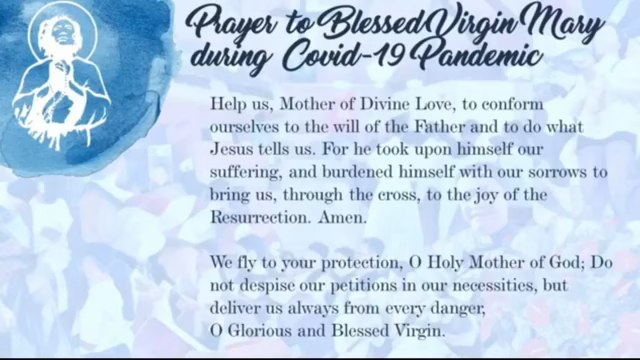 Prayer to Blessed Virgin Mary
during Covid-19 Pandemic
Help us, Mother of Divine Love, to conform
ourselves to the will of the Father and to do what
Jesus tells us. For he took upon himself our
suffering, and burdened himself with our sorrows to
bring us, through the cross, to the joy of the
Resurrection. Amen.
We fly to your protection, O Holy Mother of God; Do
not despise our petitions in our necessities, but
deliver us always from every danger,
O Glorious and Blessed Virgin.